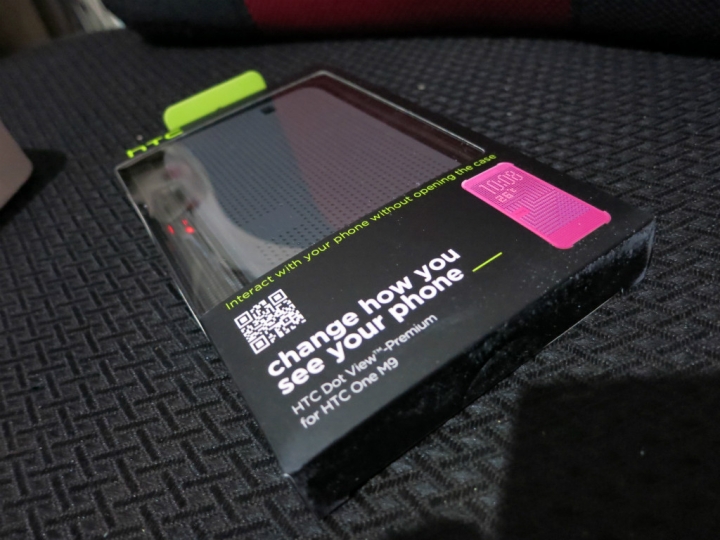 hTC
Interact with your phone without opening the case
10:08
26°c
change how you
see your phone
HTC Dot View™-Premium
for HTC One M9